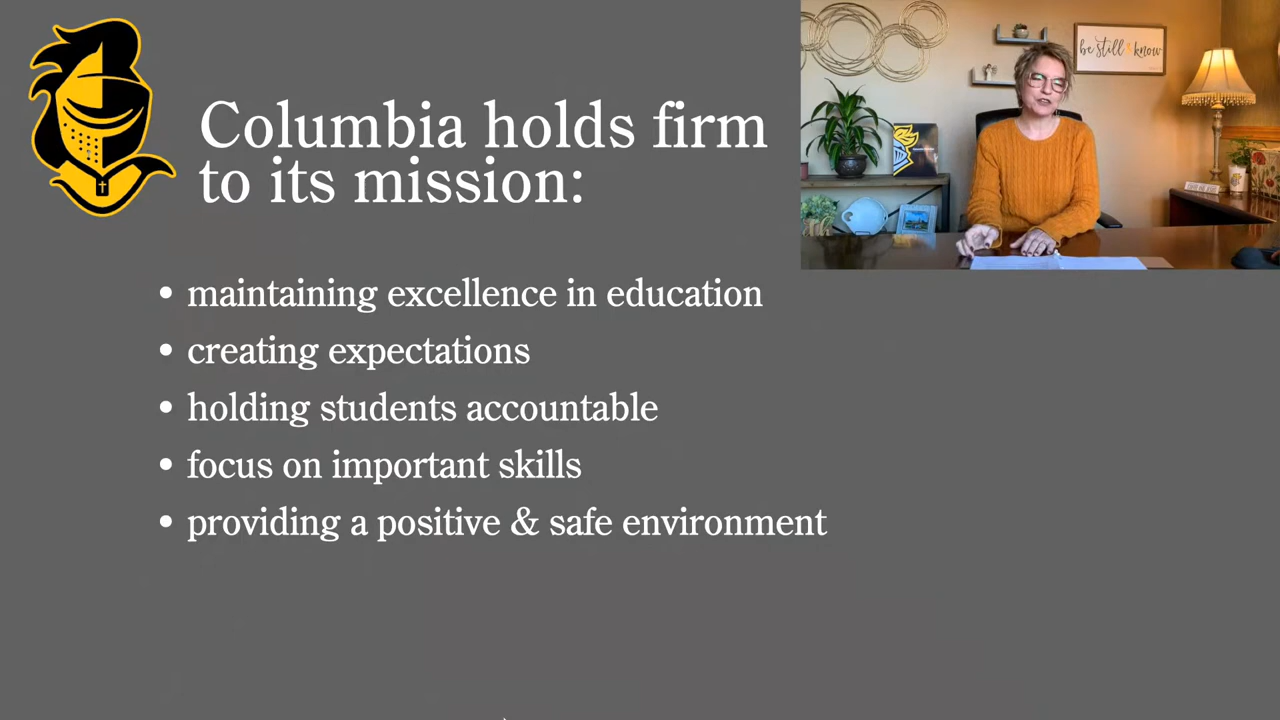 Columbia holds firm
to its mission:
be still & know
• maintaining excellence in education
• creating expectations
• holding students accountable
• focus on important skills
• providing a positive & safe environment